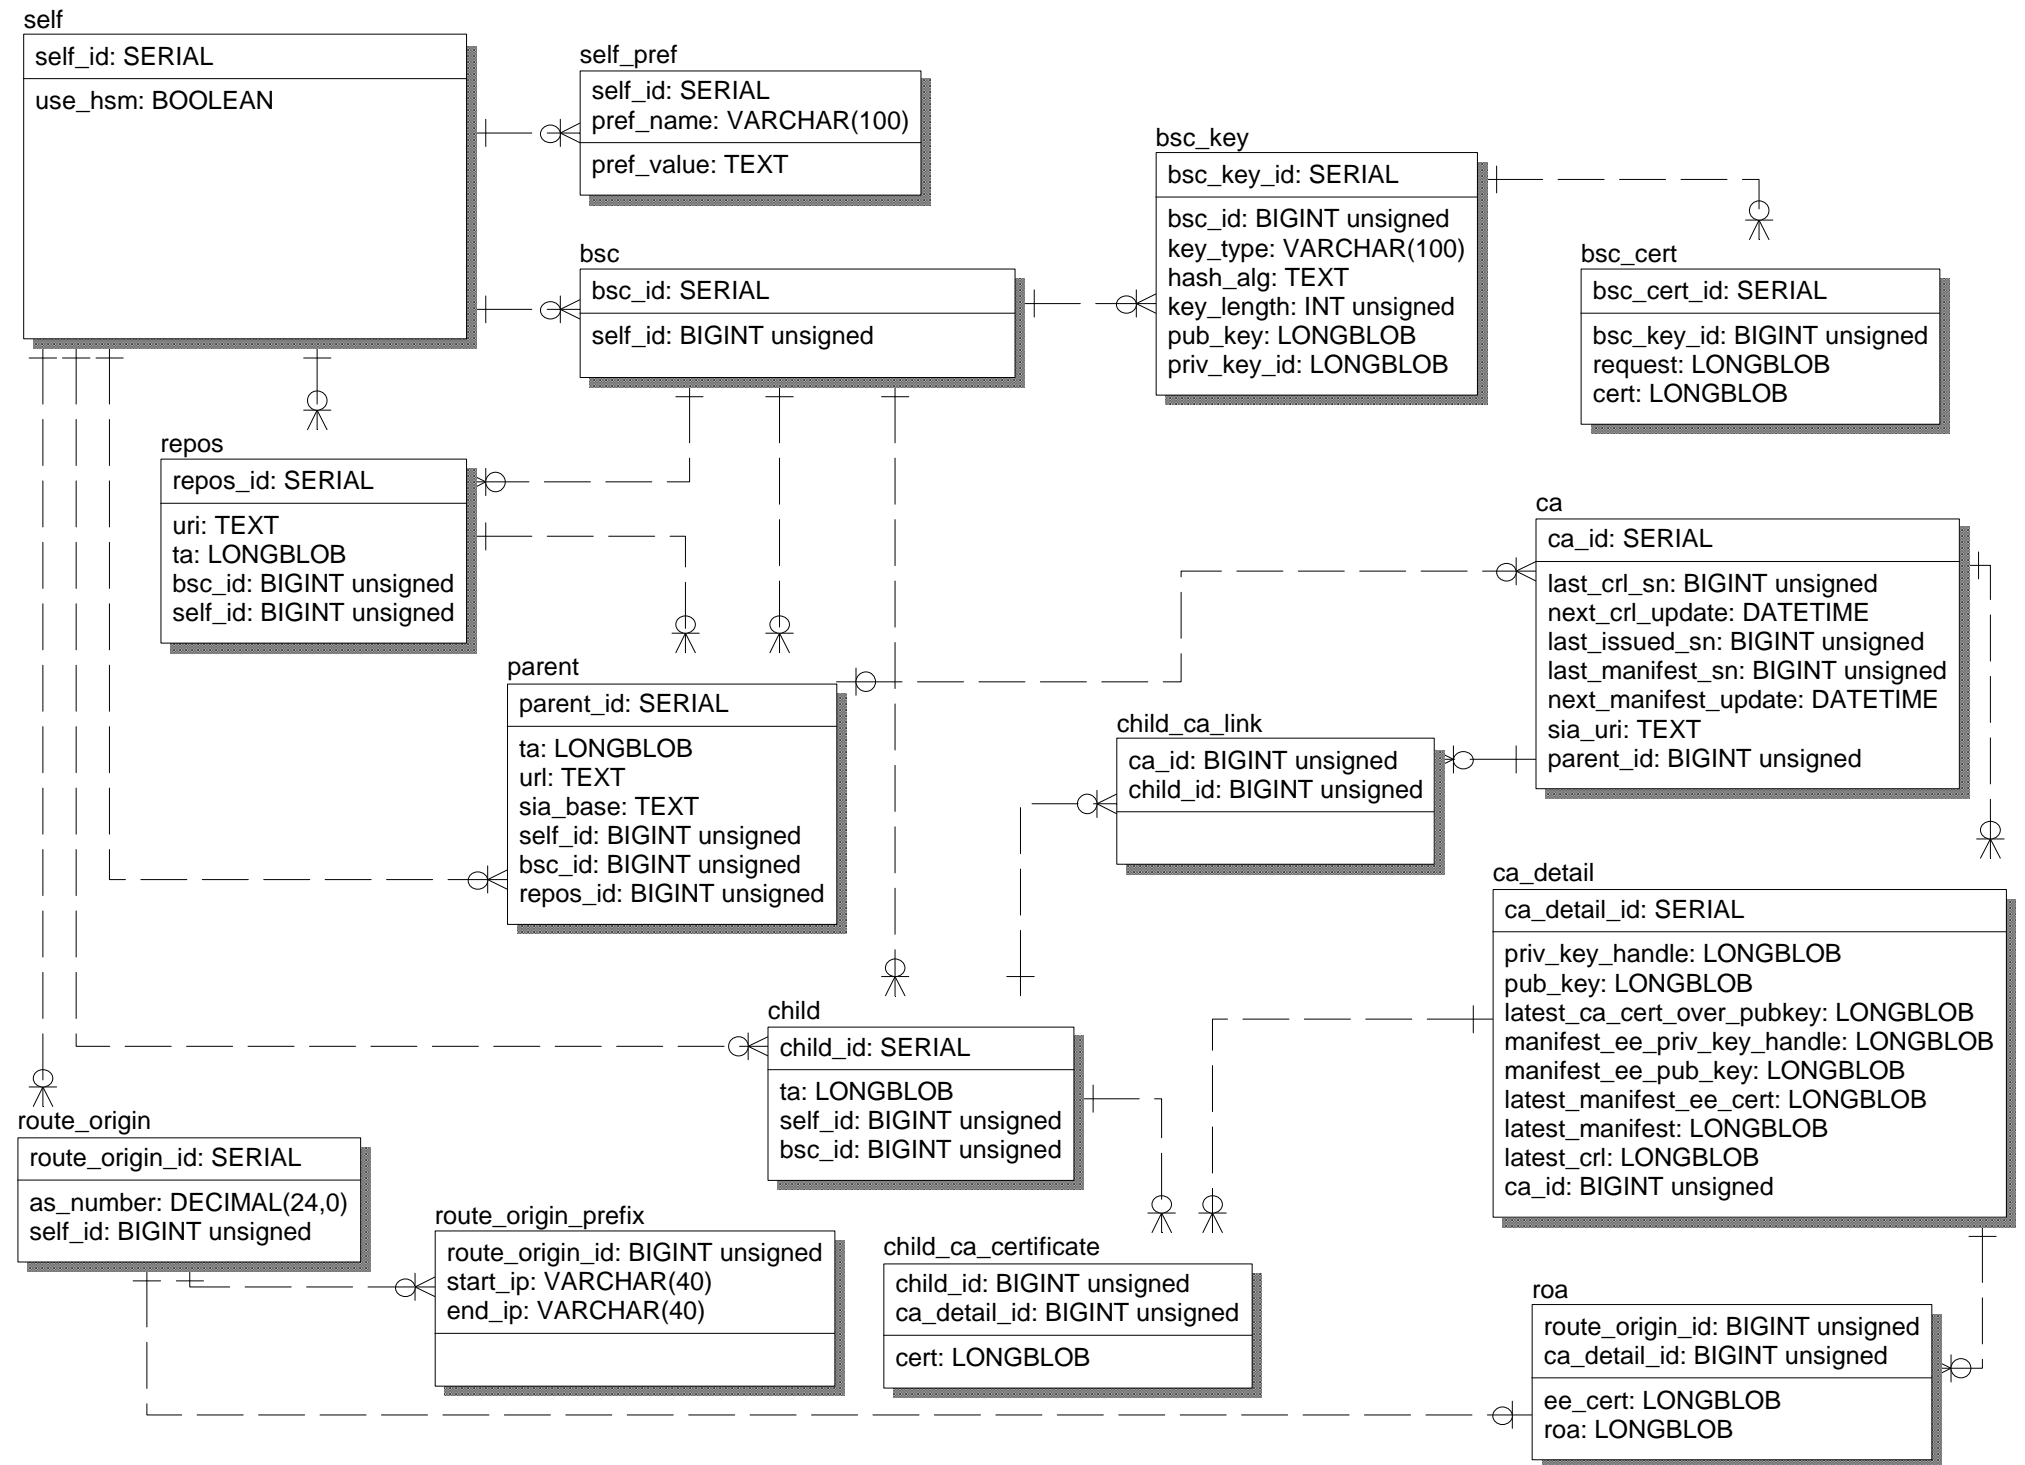 self
self_id: SERIAL
use_hsm: BOOLEAN
self_pref
self_id: SERIAL
pref_name: VARCHAR(100)
pref_value: TEXT
bsc_key
bsc_key_id: SERIAL
bsc_id: BIGINT unsigned
key_type: VARCHAR(100)
hash_alg: TEXT
key_length: INT unsigned
pub_key: LONGBLOB
priv_key_id: LONGBLOB
bsc
bsc_id: SERIAL
self_id: BIGINT unsigned
bsc_cert
bsc_cert_id: SERIAL
bsc_key_id: BIGINT unsigned
request: LONGBLOB
cert: LONGBLOB
repos
repos_id: SERIAL
uri: TEXT
ta: LONGBLOB
bsc_id: BIGINT unsigned
self_id: BIGINT unsigned
ca
ca_id: SERIAL
last_crl_sn: BIGINT unsigned
next_crl_update: DATETIME
last_issued_sn: BIGINT unsigned
last_manifest_sn: BIGINT unsigned
next_manifest_update: DATETIME
sia_uri: TEXT
parent_id: BIGINT unsigned
parent
parent_id: SERIAL
ta: LONGBLOB
url: TEXT
sia_base: TEXT
self_id: BIGINT unsigned
bsc_id: BIGINT unsigned
repos_id: BIGINT unsigned
child_ca_link
ca_id: BIGINT unsigned
child_id: BIGINT unsigned
ca_detail
ca_detail_id: SERIAL
priv_key_handle: LONGBLOB
pub_key: LONGBLOB
latest_ca_cert_over_pubkey: LONGBLOB
manifest_ee_priv_key_handle: LONGBLOB
manifest_ee_pub_key: LONGBLOB
latest_manifest_ee_cert: LONGBLOB
latest_manifest: LONGBLOB
latest_crl: LONGBLOB
ca_id: BIGINT unsigned
child
child_id: SERIAL
ta: LONGBLOB
self_id: BIGINT unsigned
bsc_id: BIGINT unsigned
route_origin
route_origin_id: SERIAL
as_number: DECIMAL(24,0)
self_id: BIGINT unsigned
route_origin_prefix
route_origin_id: BIGINT unsigned
start_ip: VARCHAR(40)
end_ip: VARCHAR(40)
child_ca_certificate
child_id: BIGINT unsigned
ca_detail_id: BIGINT unsigned
cert: LONGBLOB
roa
route_origin_id: BIGINT unsigned
ca_detail_id: BIGINT unsigned
ee_cert: LONGBLOB
roa: LONGBLOB